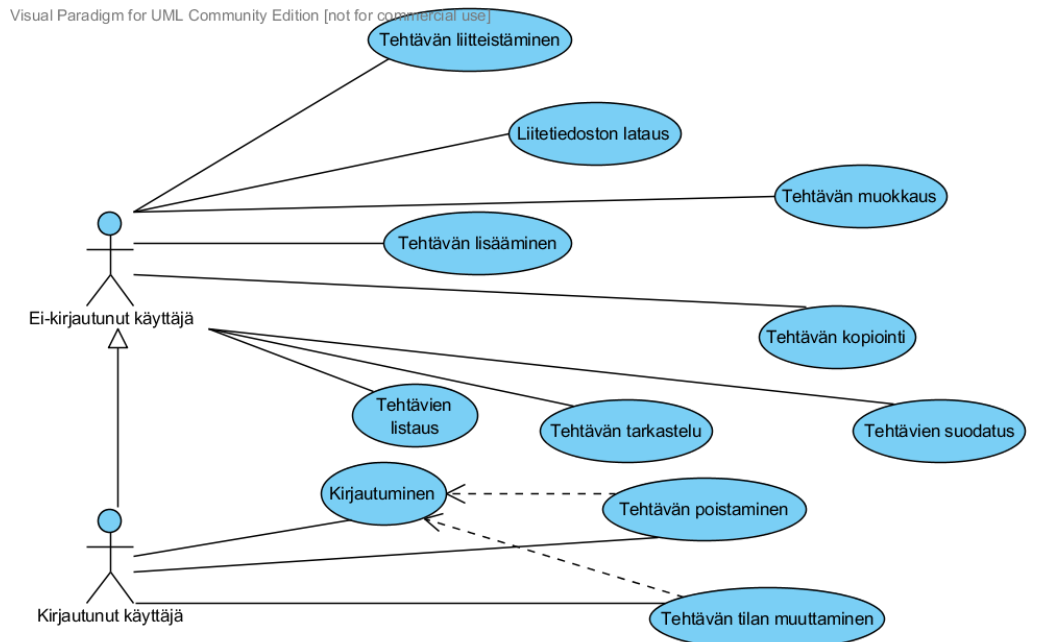 Visual Paradigm for UML Community Edition [not for commercial use]
Tehtävän liitteistäminen
Liitetiedoston lataus
Tehtävän muokkaus
Tehtävän lisääminen
Ei-kirjautunut käyttäjä
Tehtävän kopiointi
Tehtävien
listaus
Tehtävän tarkastelu
Tehtävien suodatus
Kirjautuminen
Tehtävän poistaminen
Kirjautunut käyttäjä
Tehtävän tilan muuttaminen